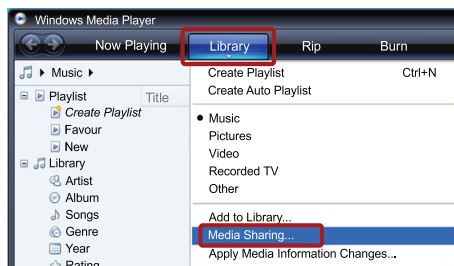 Windows Media Player
Now Playing Library Rip Burn
Music
Playlist Title
Create Playlist
Favour
New
Library
Artist
Album
Songs
Genre
Year
Rating
Create Playlist Ctrl+N
Create Auto Playlist
Music
Pictures
Video
Recorded TV
Other
Add to Library...
Media Sharing...
Apply Media Information Changes...